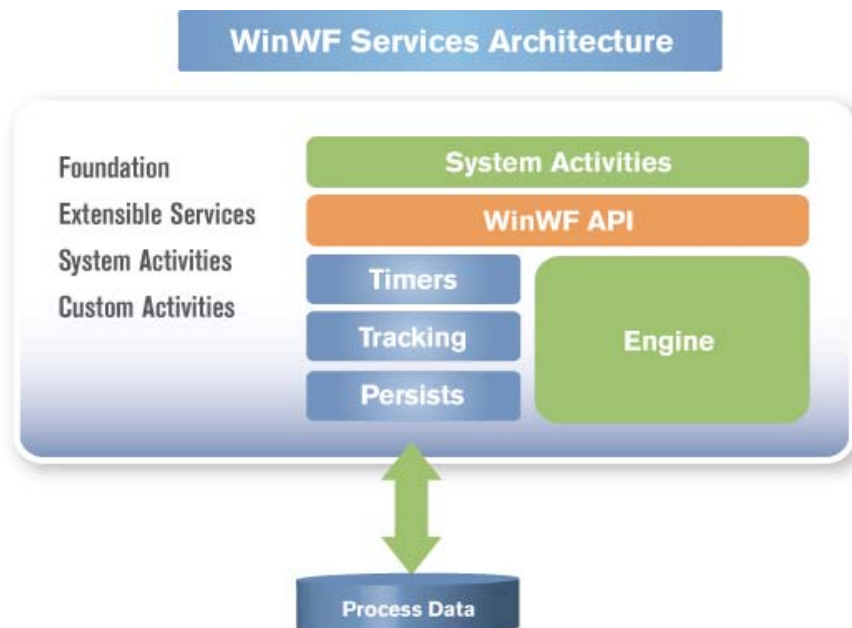 WinWF Services Architecture
Foundation
Extensible Services
System Activities
Custom Activities
System Activities
WinWF API
Timers
Tracking
Persists
Engine
Process Data